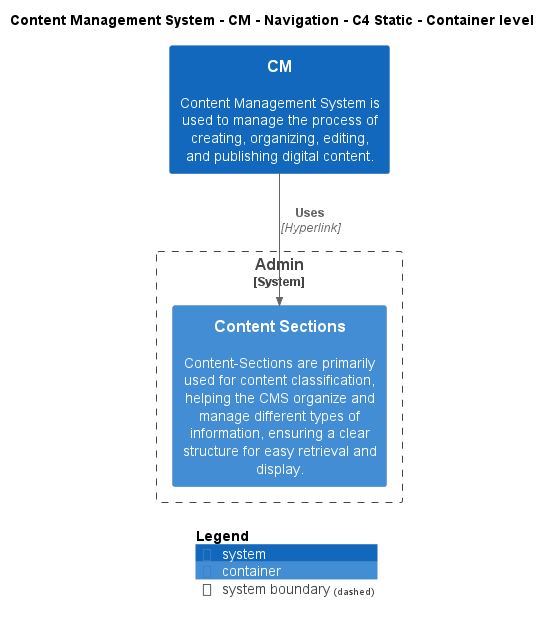 Content Management System - CM - Navigation - C4 Static - Container level
CM
Content Management System is
used to manage the process of
creating, organizing, editing,
and publishing digital content.
Uses
[Hyperlink]
Admin
[System]
Content Sections
Content-Sections are primarily
used for content classification,
helping the CMS organize and
manage different types of
information, ensuring a clear
structure for easy retrieval and
display.
Legend
system
container
system boundary (dashed)